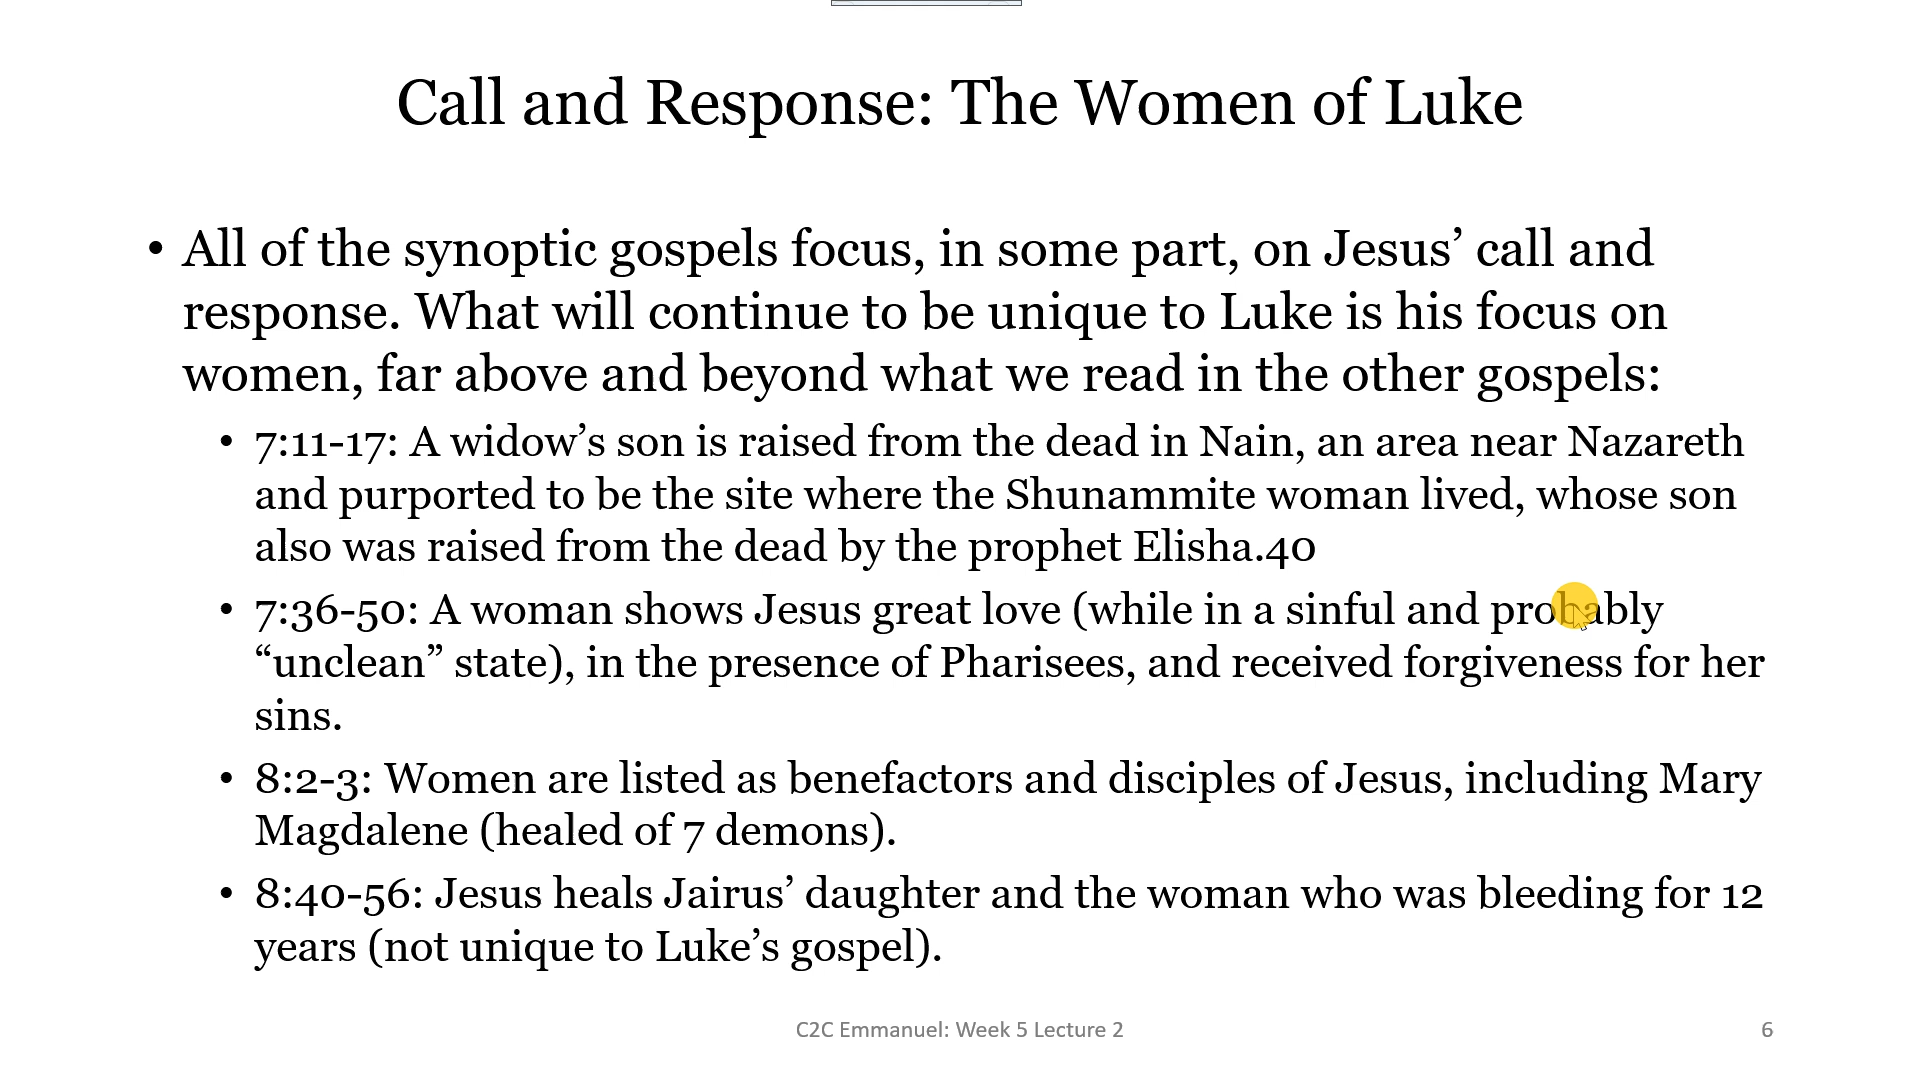 Call and Response: The Women of Luke
• All of the synoptic gospels focus, in some part, on Jesus’ call and
response. What will continue to be unique to Luke is his focus on
women, far above and beyond what we read in the other gospels:
• 7:11-17: A widow’s son is raised from the dead in Nain, an area near Nazareth
and purported to be the site where the Shunammite woman lived, whose son
also was raised from the dead by the prophet Elisha.40
• 7:36-50: A woman shows Jesus great love (while in a sinful and probably
“unclean” state), in the presence of Pharisees, and received forgiveness for her
sins.
• 8:2-3: Women are listed as benefactors and disciples of Jesus, including Mary
Magdalene (healed of 7 demons).
• 8:40-56: Jesus heals Jairus’ daughter and the woman who was bleeding for 12
years (not unique to Luke’s gospel).
C2C Emmanuel: Week 5 Lecture 2
6